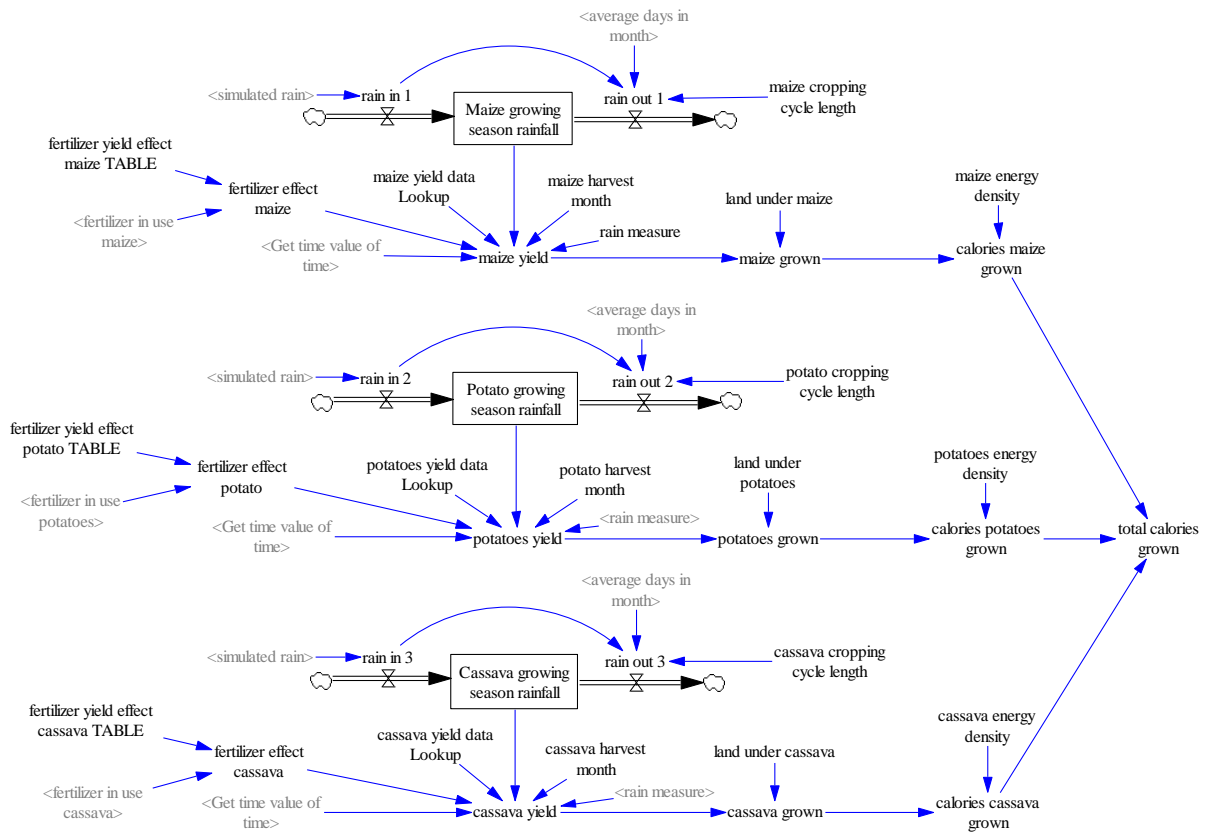 <average days in
month>
<simulated rain>
rain in 1
rain out 1
maize cropping
cycle length
Maize growing
season rainfall
fertilizer yield effect
maize TABLE
fertilizer effect
maize
<fertilizer in use
maize>
maize yield data
Lookup
maize harvest
month
rain measure
<Get time value of
time>
maize yield
land under maize
maize grown
maize energy
density
calories maize
grown
<average days in
month>
<simulated rain>
rain in 2
rain out 2
potato cropping
cycle length
Potato growing
season rainfall
fertilizer yield effect
potato TABLE
fertilizer effect
potato
<fertilizer in use
potatoes>
potatoes yield data
Lookup
potato harvest
month
<rain measure>
<Get time value of
time>
potatoes yield
land under
potatoes
potatoes grown
potatoes energy
density
calories potatoes
grown
total calories
grown
<average days in
month>
<simulated rain>
rain in 3
rain out 3
cassava cropping
cycle length
Cassava growing
season rainfall
fertilizer yield effect
cassava TABLE
fertilizer effect
cassava
<fertilizer in use
cassava>
cassava yield data
Lookup
cassava harvest
month
<rain measure>
<Get time value of
time>
cassava yield
land under cassava
cassava grown
cassava energy
density
calories cassava
grown